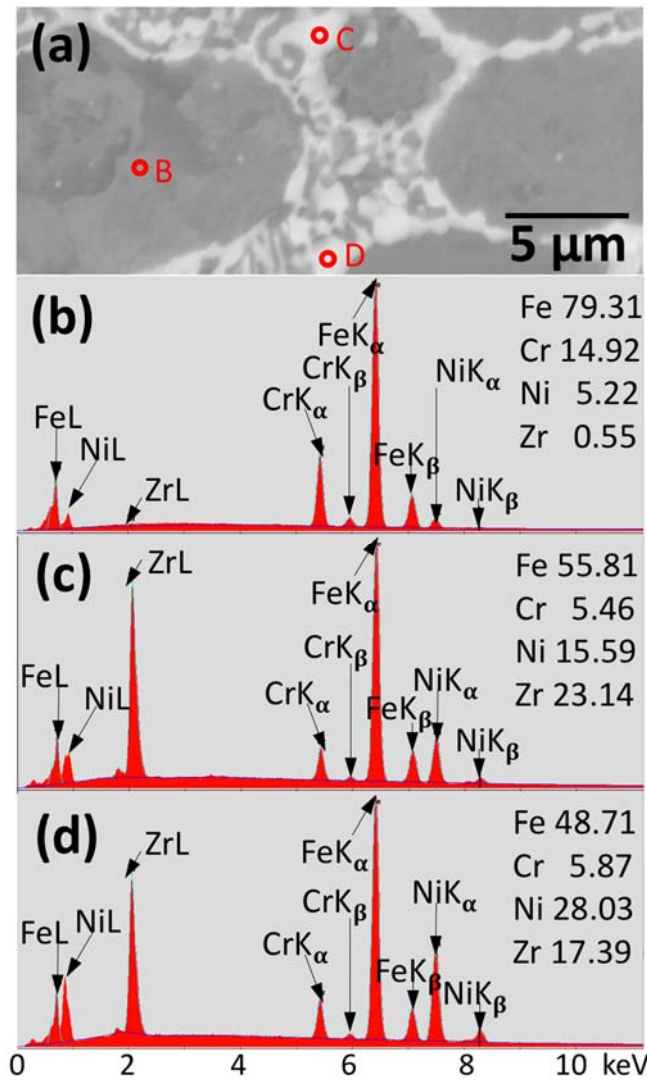 (a)
C
B
D
5 μm
(b)
FeKα
CrKβ
CrKα
NiKα
FeL
NiL
ZrL
FeKβ
NiKβ
Fe 79.31
Cr 14.92
Ni 5.22
Zr 0.55
(c)
ZrL
FeKα
CrKβ
CrKα
FeKβ
NiKα
FeL
NiL
NiKβ
Fe 55.81
Cr 5.46
Ni 15.59
Zr 23.14
(d)
ZrL
FeKα
CrKβ
NiKα
FeL
NiL
CrKα
FeKβ
NiKβ
Fe 48.71
Cr 5.87
Ni 28.03
Zr 17.39
0 2 4 6 8 10 keV